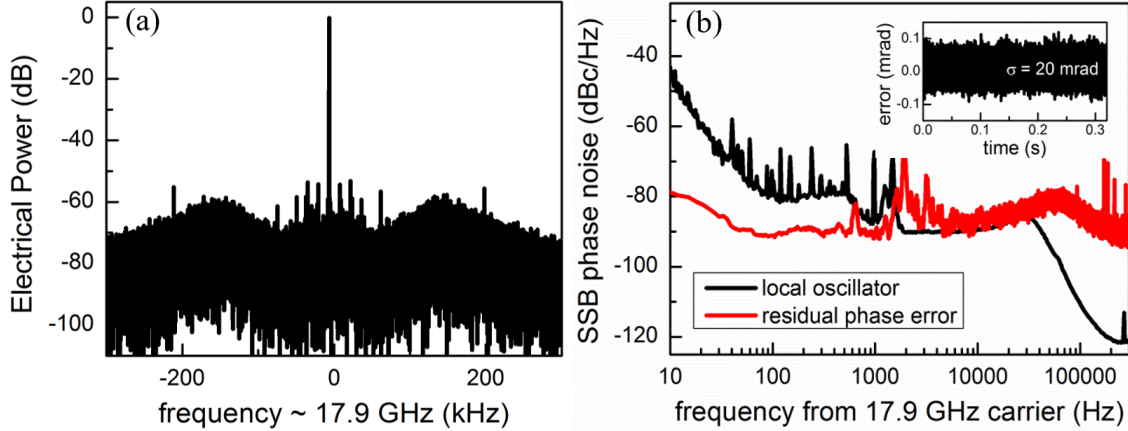 (a)
Electrical Power (dB)
0
-20
-40
-60
-80
-100
-200
0
200
frequency ~ 17.9 GHz (kHz)
(b)
SSB phase noise (dBc/Hz)
-40
-60
-80
-100
-120
10
100
1000
10000
100000
frequency from 17.9 GHz carrier (Hz)
local oscillator
residual phase error
error (mrad)
0.1
0.0
-0.1
σ = 20 mrad
0.0
0.1
0.2
0.3
time (s)